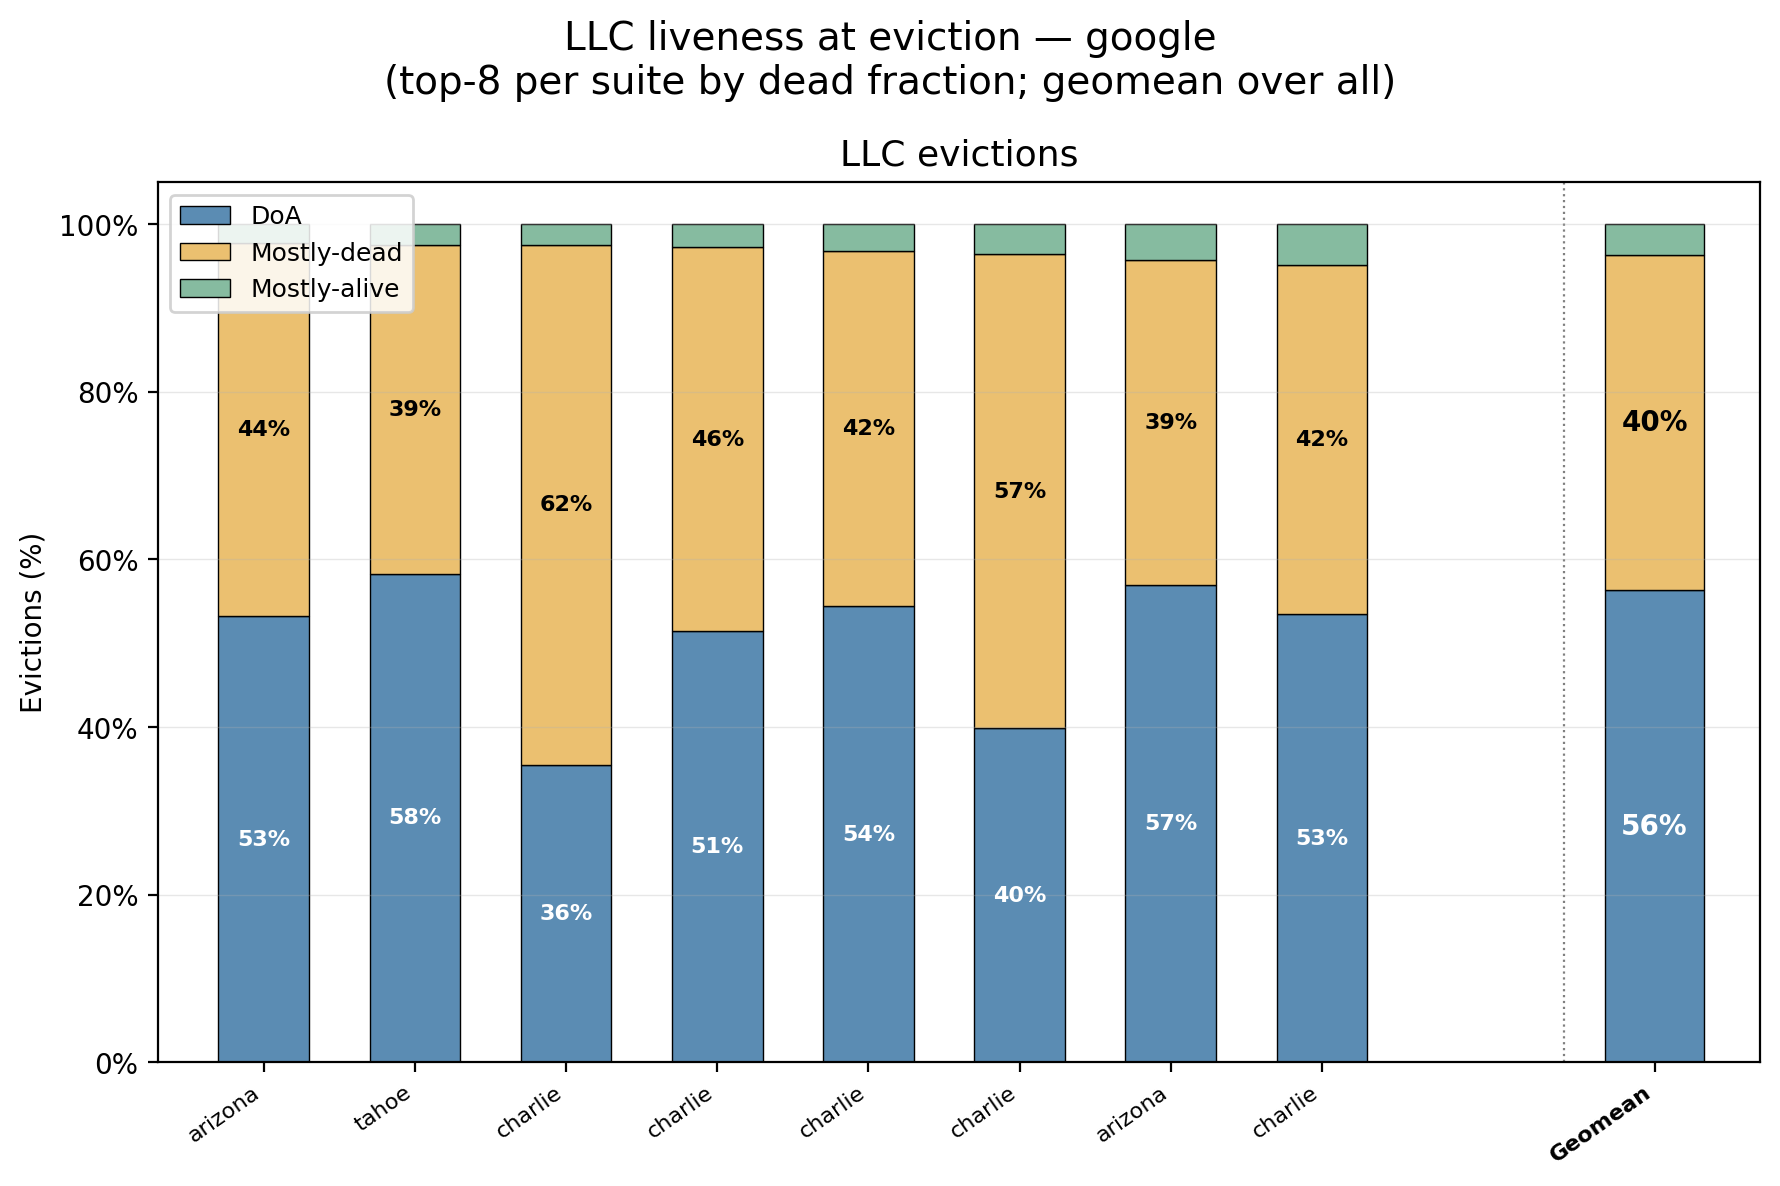 LLC liveness at eviction — google
(top-8 per suite by dead fraction; geomean over all)
LLC evictions
DoA
Mostly-dead
Mostly-alive
Evictions (%)
100%
80%
60%
40%
20%
0%
44%
39%
62%
46%
42%
57%
39%
42%
40%
53%
58%
36%
51%
54%
40%
57%
53%
56%
arizona
tahoe
charlie
charlie
charlie
charlie
arizona
charlie
Geomean